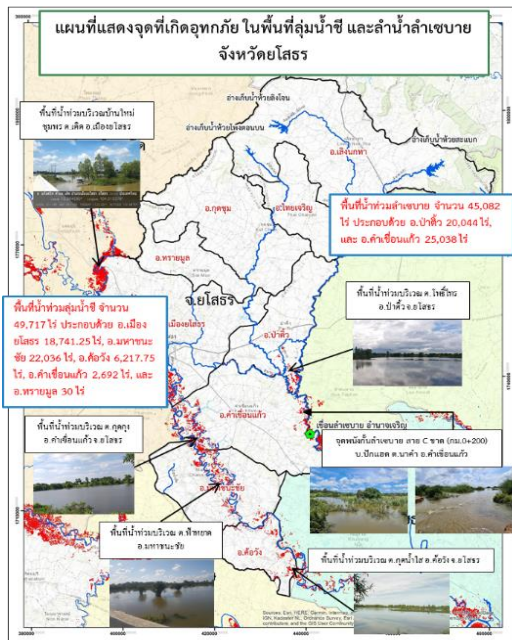 แผนที่แสดงจุดที่เกิดอุทกภัย ในพื้นที่ลุ่มน้ำชี และลำน้ำลำเซบาย
จังหวัดยโสธร
พื้นที่น้ำท่วมบริเวณบ้านใหม่
ชุมพร ต.เดิด อ.เมืองยโสธร
อ่างเก็บน้ำห้วยลิงโจน
อ่างเก็บน้ำห้วยสะแบก
อ.เลิงนกทา
อ.กุดชุม
อ.ไทยเจริญ
พื้นที่น้ำท่วมลำเซบาย จำนวน 45,082
ไร่ ประกอบด้วย อ.ป่าติ้ว 20,044 ไร่,
และ อ.คำเขื่อนแก้ว 25,038 ไร่
อ.ทรายมูล
จ.ยโสธร
พื้นที่น้ำท่วมลุ่มน้ำชี จำนวน
49,717 ไร่ ประกอบด้วย อ.เมือง
ยโสธร 18,741.25 ไร่, อ.มหาชนะ
ชัย 22,036 ไร่, อ.ค้อวัง 6,217.75
ไร่, อ.คำเขื่อนแก้ว 2,692 ไร่, และ
อ.ทรายมูล 30 ไร่
เมืองยโสธร
อ.ป่าติ้ว
พื้นที่น้ำท่วมบริเวณ ต.โพธิ์ไทร
อ.ป่าติ้ว จ.ยโสธร
อ.คำเขื่อนแก้ว
เขื่อนลำเซบาย อำนาจเจริญ
จุดพนังกั้นลำเซบาย สาย C ขาด (กม.0+200)
ต.นาคำ อ.คำเขื่อนแก้ว
พื้นที่น้ำท่วมบริเวณ ต.กุดกุง
อ.คำเขื่อนแก้ว จ.ยโสธร
พื้นที่น้ำท่วมบริเวณ ต.ฟ้าหยาด
อ.มหาชนะชัย
อ.ค้อวัง
พื้นที่น้ำท่วมบริเวณ ต.กุดน้ำใส อ.ค้อวัง จ.ยโสธร